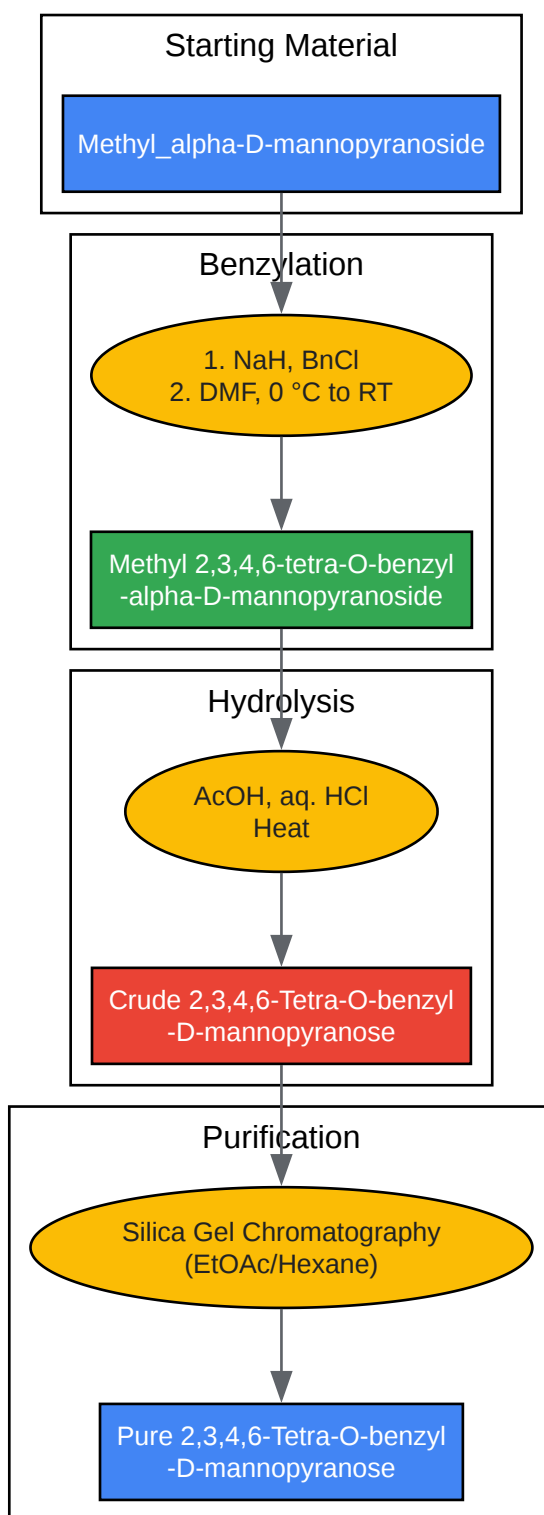 Starting Material
Methyl_alpha-D-mannopyranoside
Benzylation
1. NaH, BnCl
2. DMF, 0 °C to RT
Methyl 2,3,4,6-tetra-O-benzyl
-alpha-D-mannopyranoside
Hydrolysis
AcOH, aq. HCl
Heat
Crude 2,3,4,6-Tetra-O-benzyl
-D-mannopyranose
Purification
Silica Gel Chromatography
(EtOAc/Hexane)
Pure 2,3,4,6-Tetra-O-benzyl
-D-mannopyranose